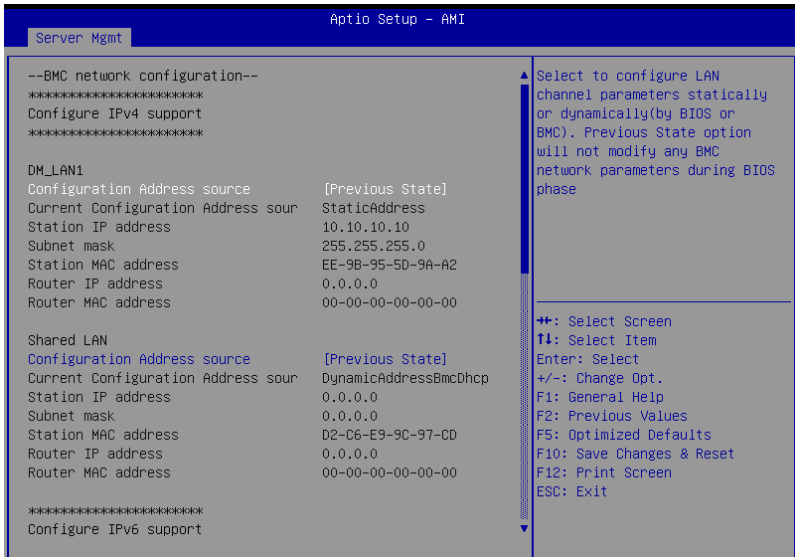 Aptio Setup - AMI
Server Mgmt
--BMC network configuration--
**********************
Configure IPv4 support
**********************
DM_LAN1
Configuration Address source [Previous State]
Current Configuration Address sour StaticAddress
Station IP address 10.10.10.10
Subnet mask 255.255.255.0
Station MAC address EE-9B-95-5D-9A-A2
Router IP address 0.0.0.0
Router MAC address 00-00-00-00-00-00
Shared LAN
Configuration Address source [Previous State]
Current Configuration Address sour DynamicAddressBmcDhcp
Station IP address 0.0.0.0
Subnet mask 0.0.0.0
Station MAC address D2-C6-E9-9C-97-CD
Router IP address 0.0.0.0
Router MAC address 00-00-00-00-00-00
**********************
Configure IPv6 support
Select to configure LAN
channel parameters statically
or dynamically(by BIOS or
BMC). Previous State option
will not modify any BMC
network parameters during BIOS
phase
→←: Select Screen
↑↓: Select Item
Enter: Select
+/-: Change Opt.
F1: General Help
F2: Previous Values
F5: Optimized Defaults
F10: Save Changes & Reset
F12: Print Screen
ESC: Exit